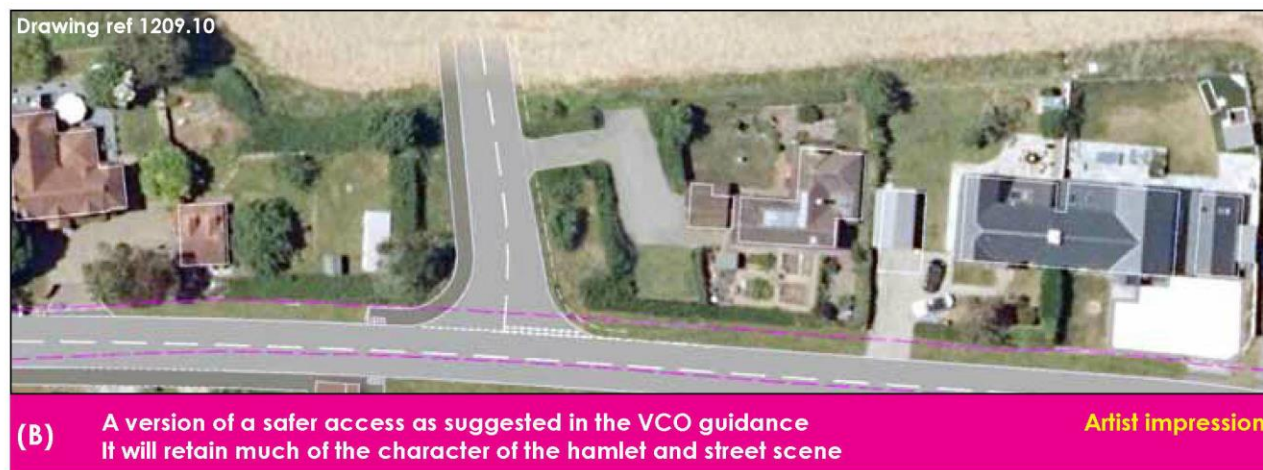 Drawing ref 1209.10
(B) A version of a safer access as suggested in the VCO guidance
It will retain much of the character of the hamlet and street scene
Artist impression